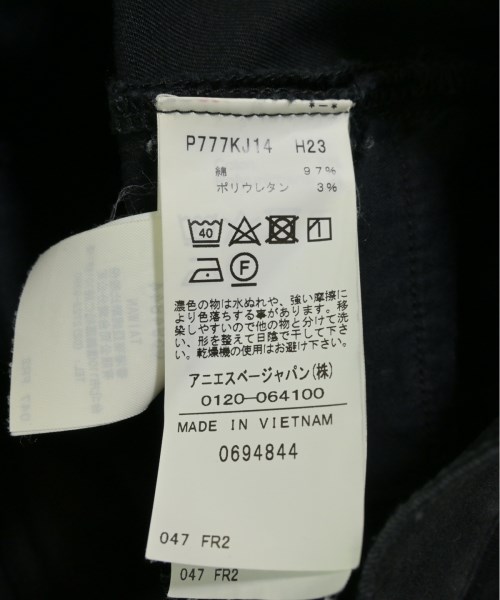 P777KJ14 H23
綿 97%
ポリウレタン 3%
40
1
F
濃色の物は水ぬれや、強い摩擦に
より色落ちする事があります。移
染しやすいので他の物と分けて洗
い、形を整えて日陰で干して下さ
い。乾燥機の使用はお避け下さい。
アニエスベージャパン(株)
0120-064100
MADE IN VIETNAM
0694844
047 FR2
047 FR2
047 FR2